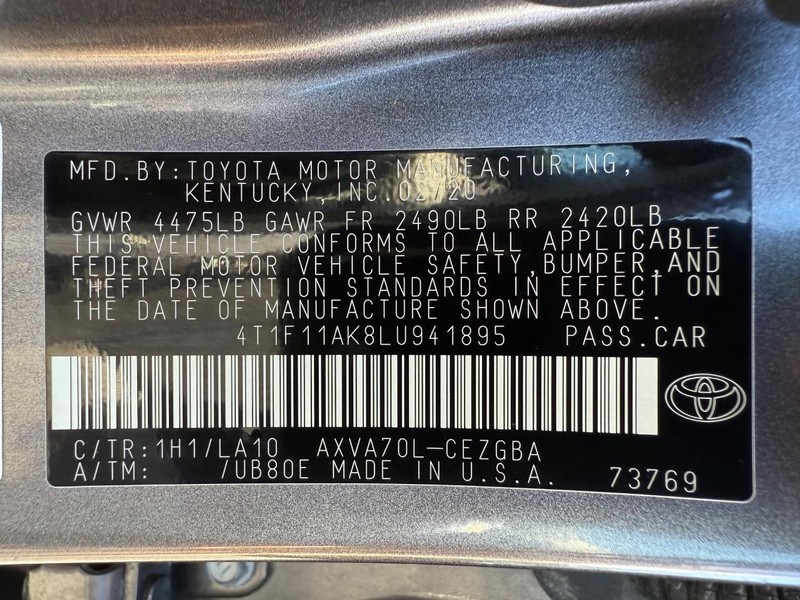 MFD.BY:TOYOTA MOTOR MANUFACTURING,
KENTUCKY,INC.02/20
GVWR 4475LB GAWR FR 2490LB RR 2420LB
THIS VEHICLE CONFORMS TO ALL APPLICABLE
FEDERAL MOTOR VEHICLE SAFETY,BUMPER,AND
THEFT PREVENTION STANDARDS IN EFFECT ON
THE DATE OF MANUFACTURE SHOWN ABOVE.
4T1F11AK8LU941895 PASS.CAR
C/TR:1H1/LA10 AXVA70L-CEZGBA
A/TM: /UB80E MADE IN U.S.A. 73769